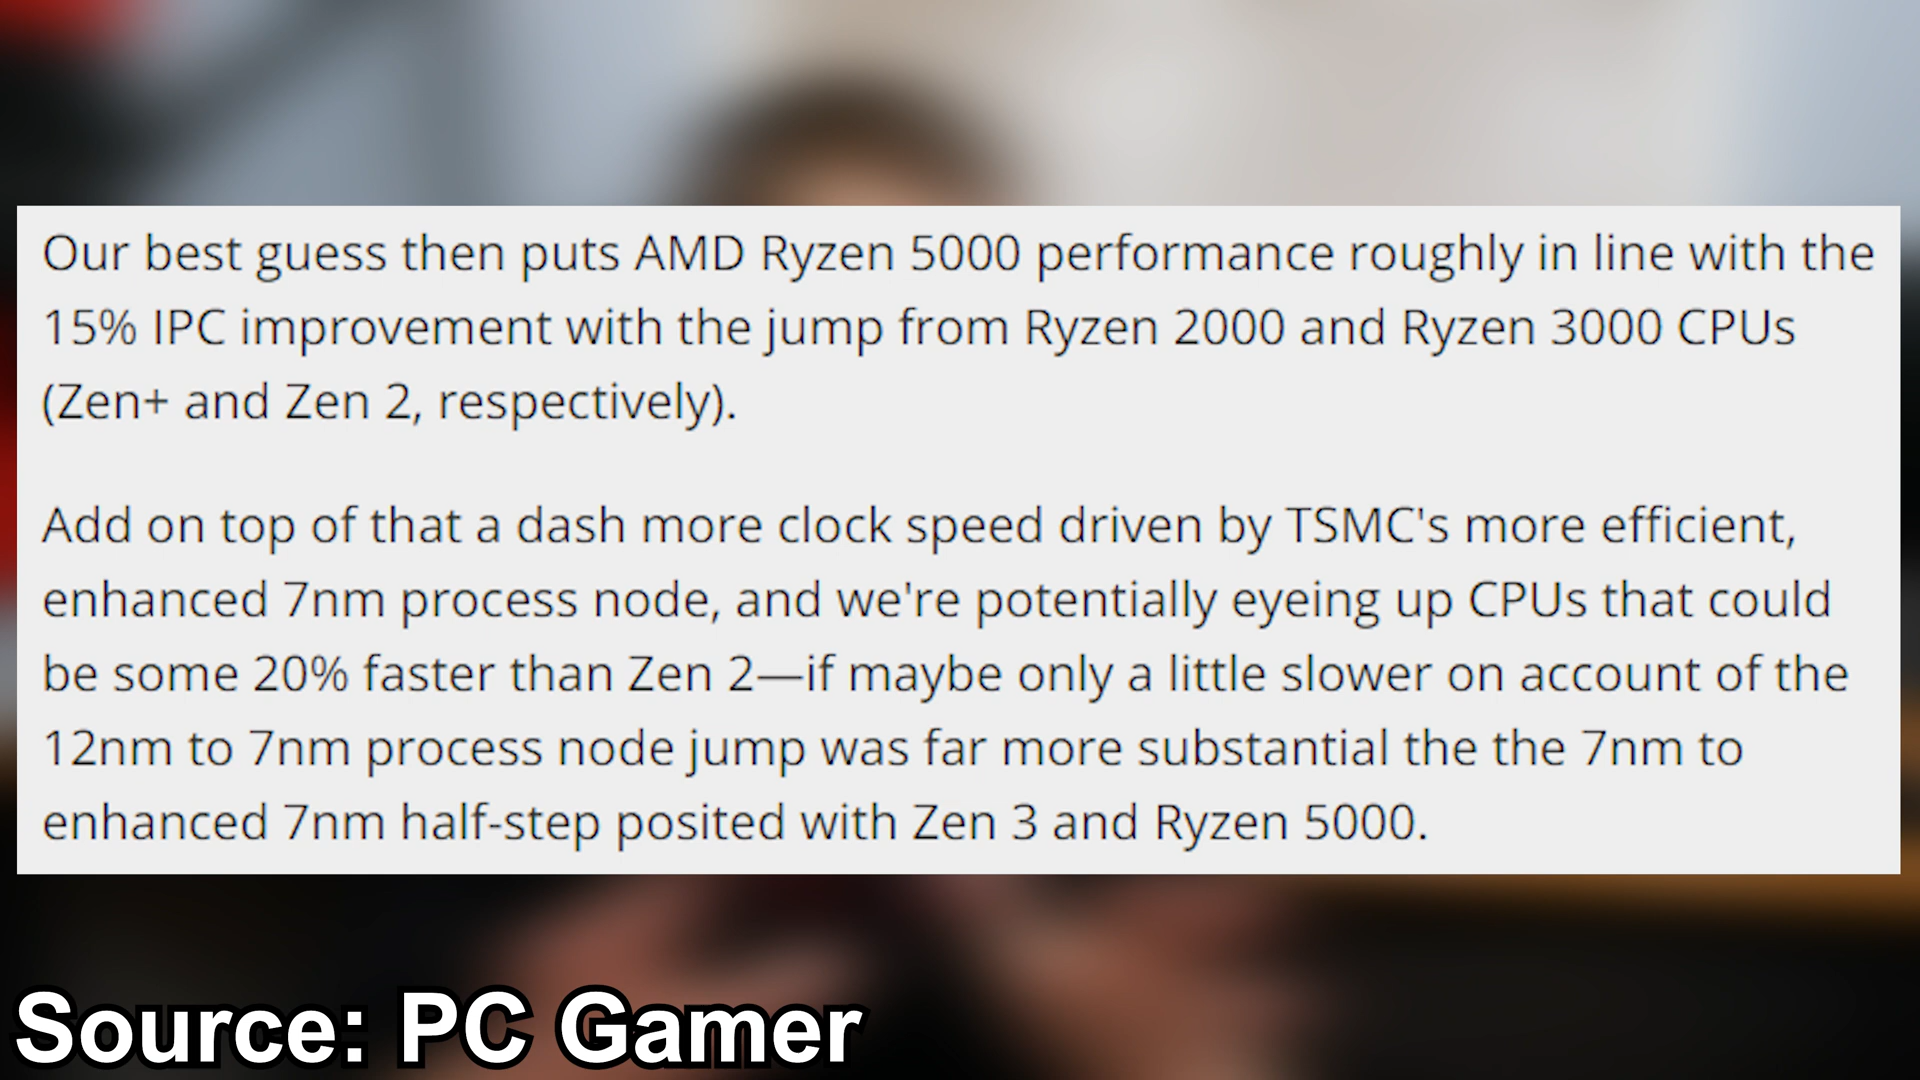 Our best guess then puts AMD Ryzen 5000 performance roughly in line with the
15% IPC improvement with the jump from Ryzen 2000 and Ryzen 3000 CPUs
(Zen+ and Zen 2, respectively).
Add on top of that a dash more clock speed driven by TSMC's more efficient,
enhanced 7nm process node, and we're potentially eyeing up CPUs that could
be some 20% faster than Zen 2—if maybe only a little slower on account of the
12nm to 7nm process node jump was far more substantial the the 7nm to
enhanced 7nm half-step posited with Zen 3 and Ryzen 5000.
Source: PC Gamer